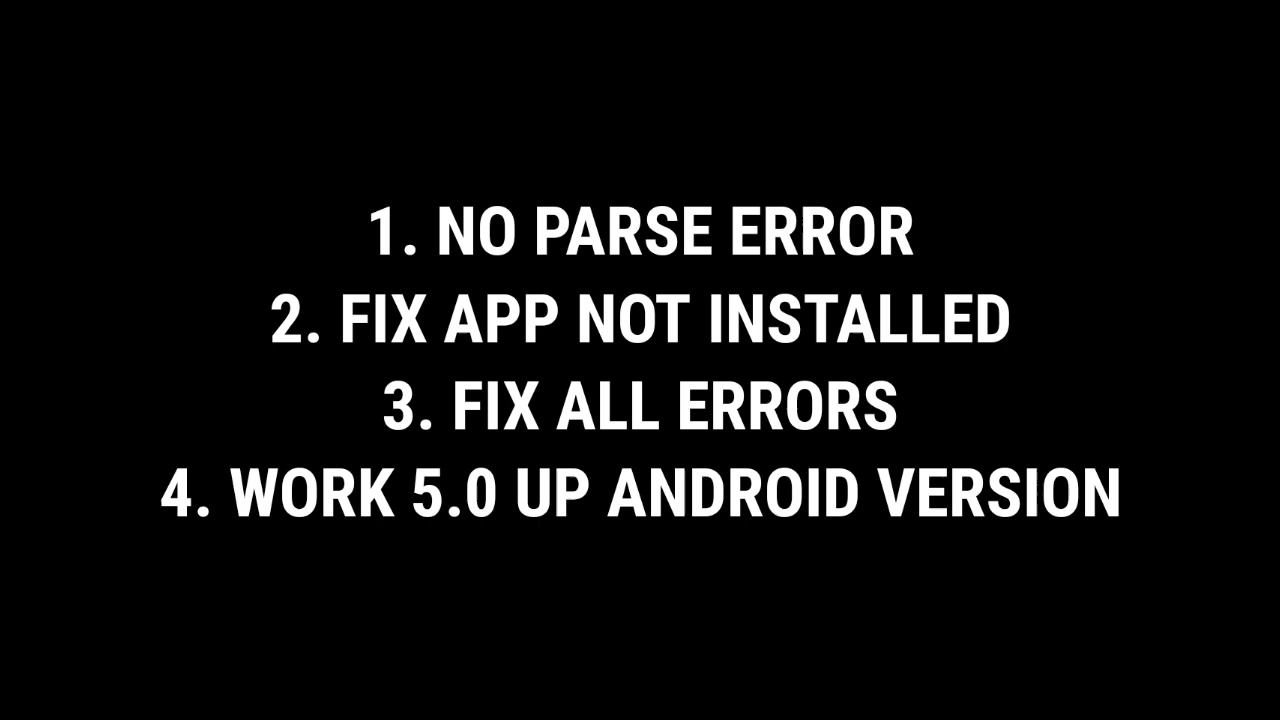 1. NO PARSE ERROR
2. FIX APP NOT INSTALLED
3. FIX ALL ERRORS
4. WORK 5.0 UP ANDROID VERSION